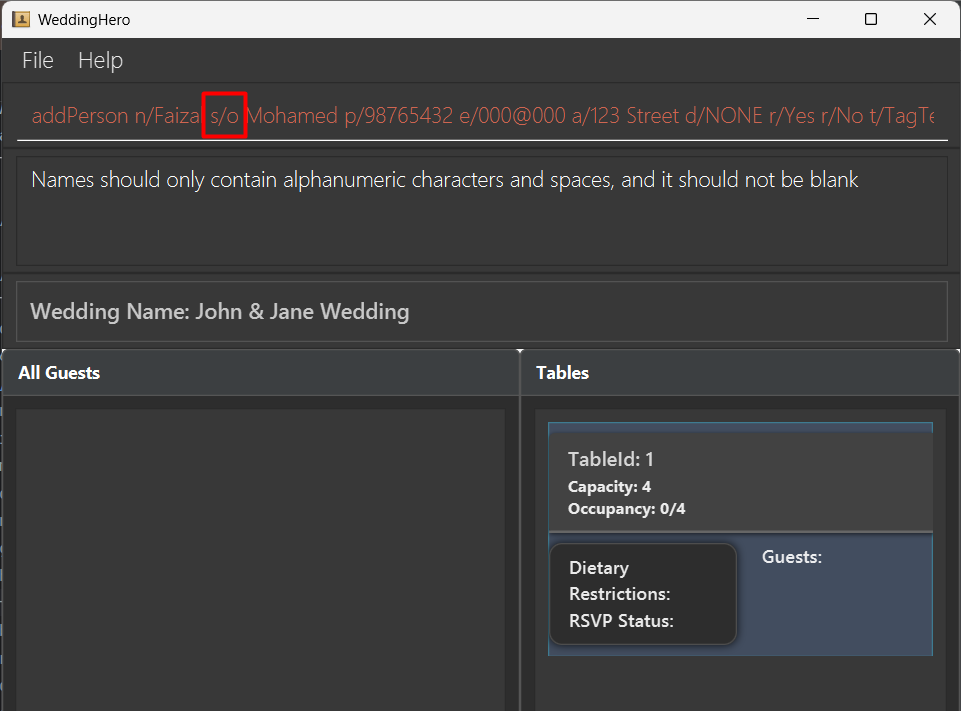 WeddingHero
File Help
addPerson n/Faizal s/o Mohamed p/98765432 e/000@000 a/123 Street d/NONE r/Yes r/No t/TagTe
Names should only contain alphanumeric characters and spaces, and it should not be blank
Wedding Name: John & Jane Wedding
All Guests
Tables
TableId: 1
Capacity: 4
Occupancy: 0/4
Dietary
Restrictions:
RSVP Status:
Guests: